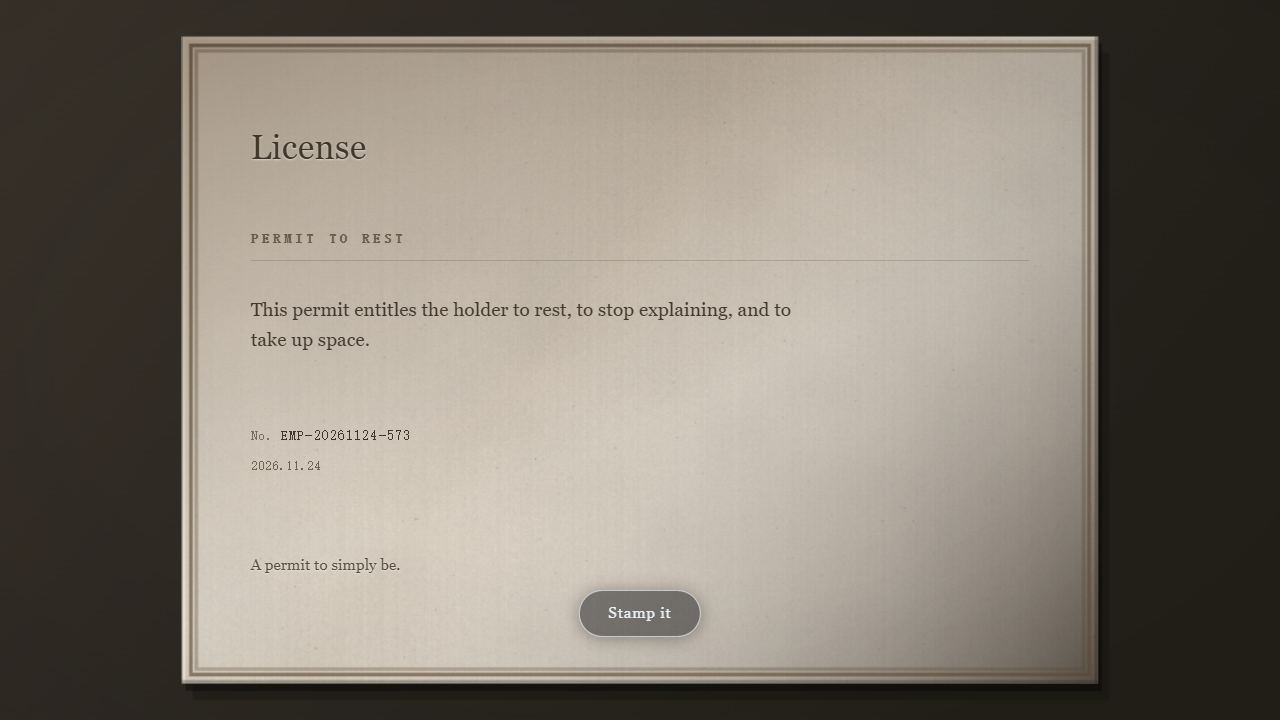 License
PERMIT TO REST
This permit entitles the holder to rest, to stop explaining, and to
take up space.
No. EMP-20261124-573
2026.11.24
A permit to simply be.
Stamp it